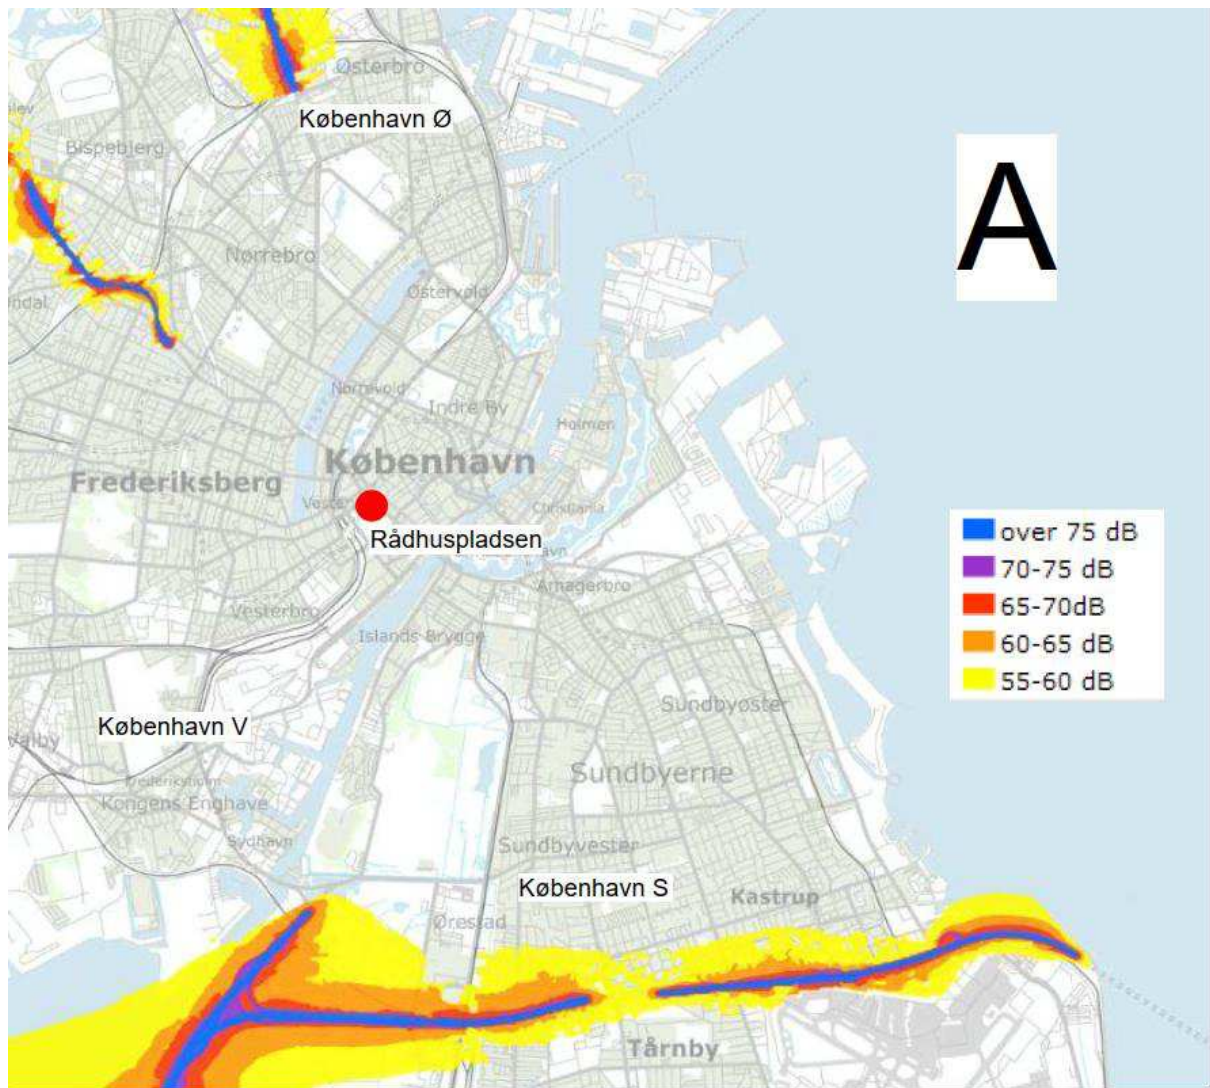 Østerbro
København Ø
Bispebjerg
Nørrebro
Østervold
Nørrevold
Indre By
Holmen
København
Frederiksberg
Christiania
Rådhuspladsen
Amagerbro
Vesterbro
Islands Brygge
Sundbyøster
København V
Valby
Sundbyerne
Frederiksholm
Kongens Enghave
Sydhavn
Sundbyvester
København S
Kastrup
Ørestad
Tårnby
A
over 75 dB
70-75 dB
65-70dB
60-65 dB
55-60 dB